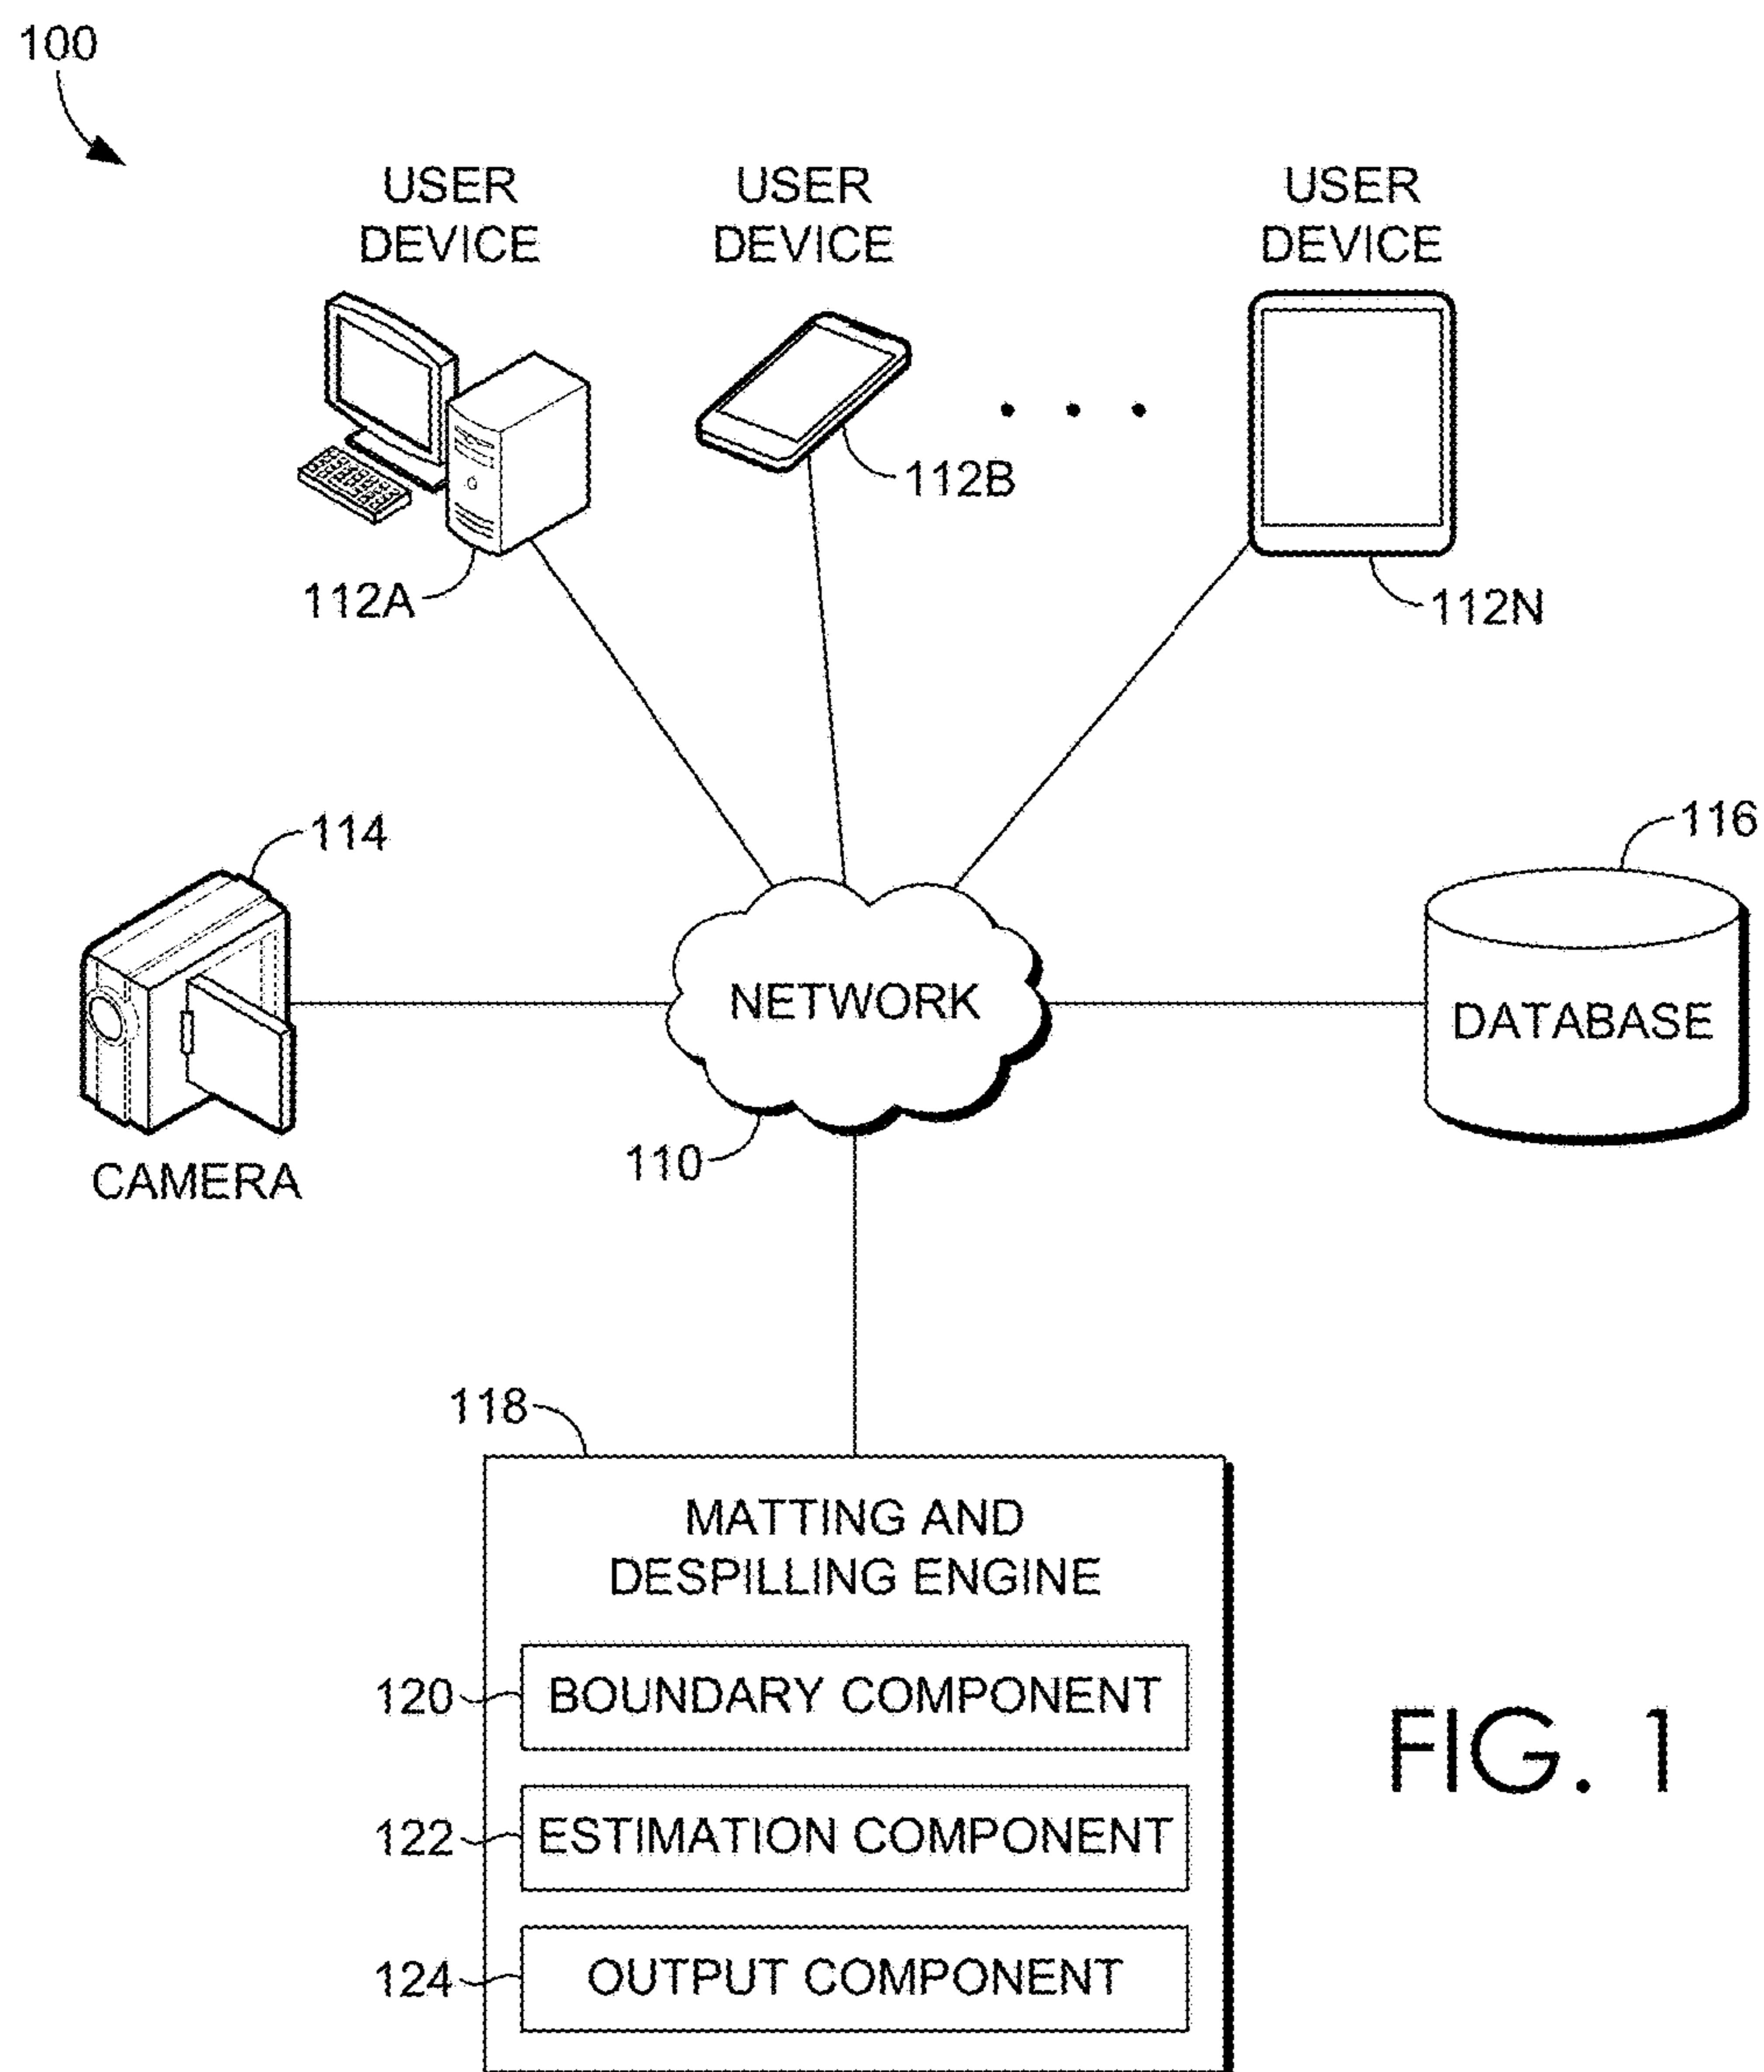 100
USER
DEVICE
USER
DEVICE
USER
DEVICE
112A
112B
112N
114
CAMERA
NETWORK
110
116
DATABASE
118
MATTING AND
DESPILLING ENGINE
120
BOUNDARY COMPONENT
122
ESTIMATION COMPONENT
124
OUTPUT COMPONENT
FIG. 1